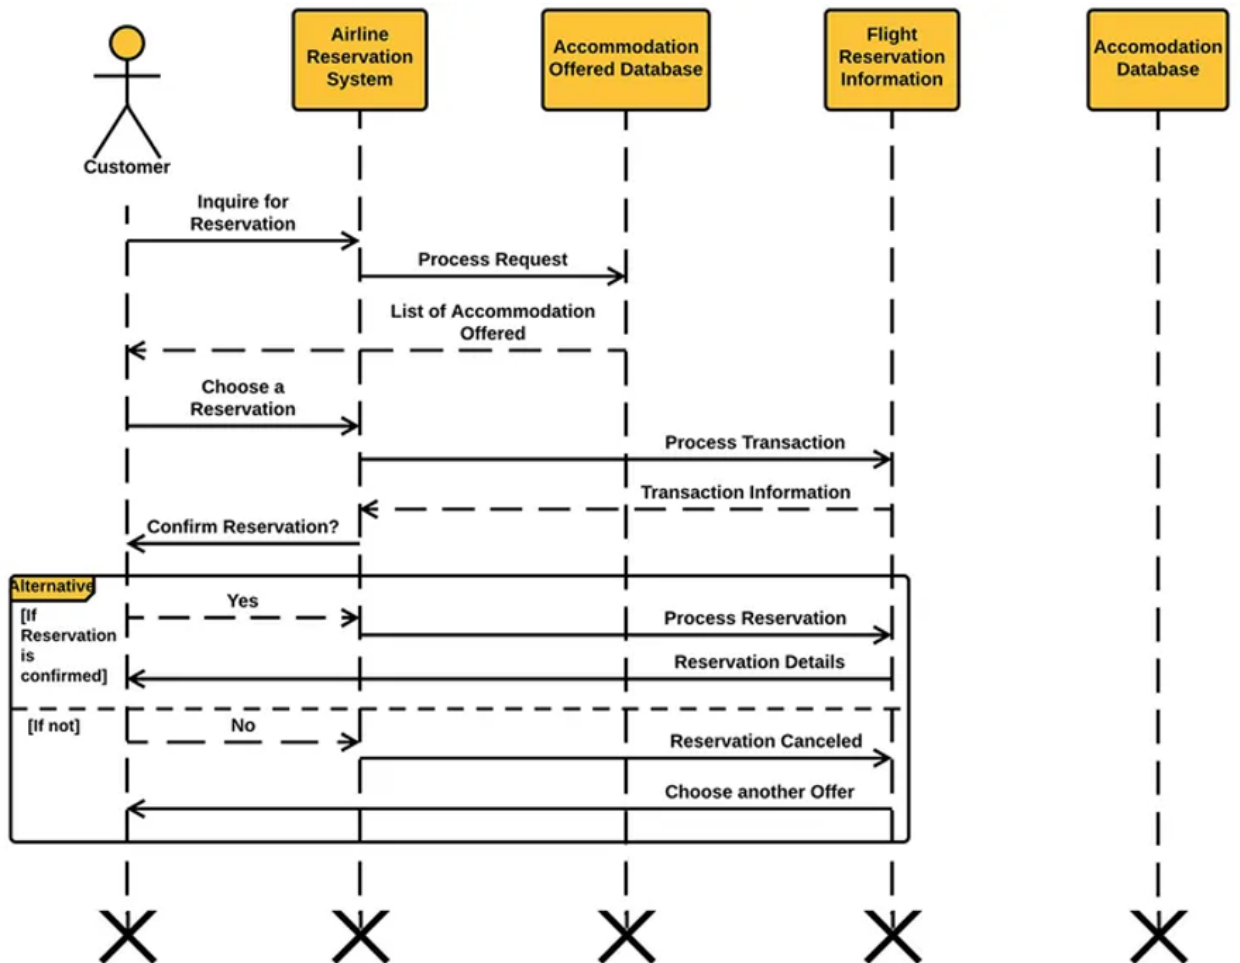 Airline
Reservation
System
Accommodation
Offered Database
Flight
Reservation
Information
Accomodation
Database
Customer
Inquire for
Reservation
Process Request
List of Accommodation
Offered
Choose a
Reservation
Process Transaction
Transaction Information
Confirm Reservation?
Alternative
[If
Reservation
is
confirmed]
Yes
Process Reservation
Reservation Details
[If not]
No
Reservation Canceled
Choose another Offer